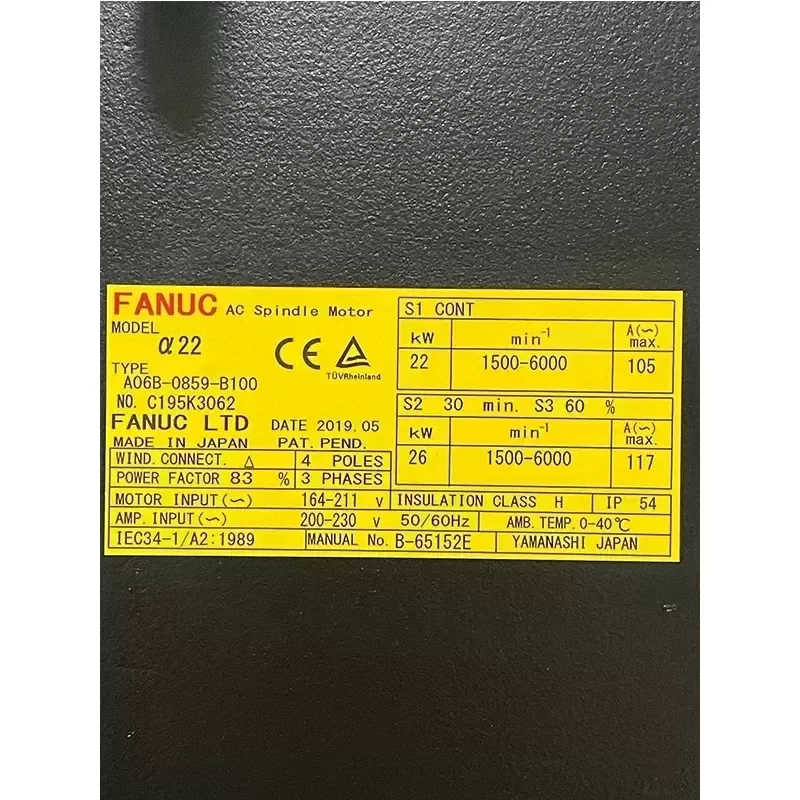 FANUC AC Spindle Motor
MODEL
α22
TYPE
A06B-0859-B100
NO. C195K3062
FANUC LTD DATE 2019.05
MADE IN JAPAN PAT. PEND.
CE TÜVRheinland
S1 CONT
kW min-1 A(~) max.
22 1500-6000 105
S2 30 min. S3 60 %
kW min-1 A(~) max.
26 1500-6000 117
WIND. CONNECT. △ 4 POLES
POWER FACTOR 83 % 3 PHASES
MOTOR INPUT(~) 164-211 V INSULATION CLASS H IP 54
AMP. INPUT(~) 200-230 V 50/60Hz AMB. TEMP. 0-40℃
IEC34-1/A2:1989 MANUAL No. B-65152E YAMANASHI JAPAN